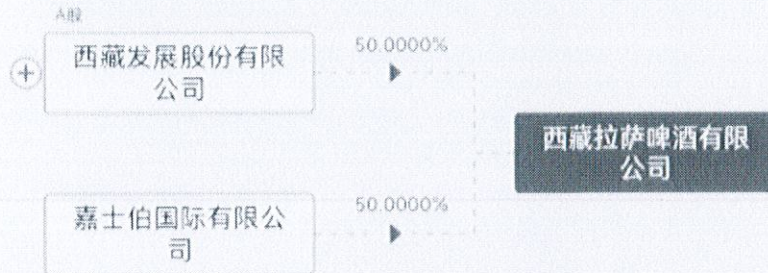 A股
西藏发展股份有限
公司
50.0000%
西藏拉萨啤酒有限
公司
嘉士伯国际有限公
司
50.0000%